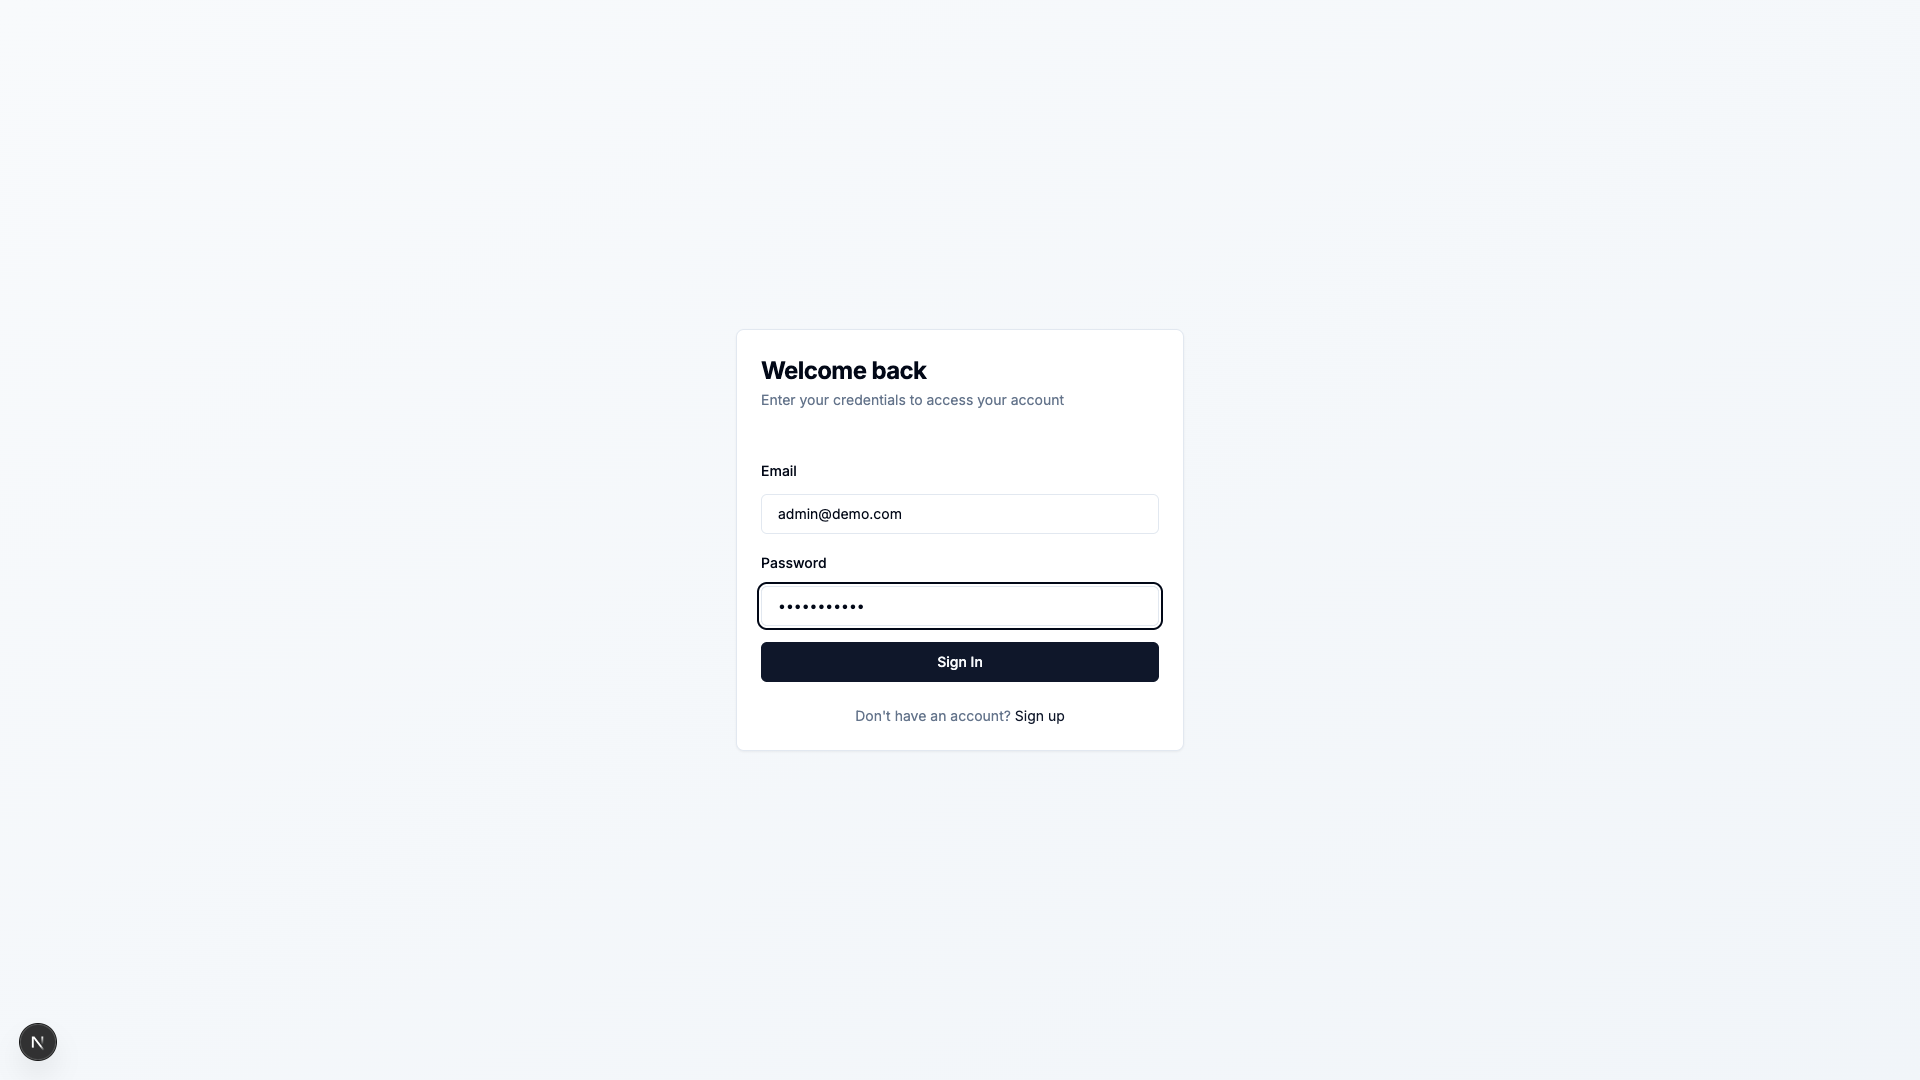 Welcome back
Enter your credentials to access your account
Email
admin@demo.com
Password
•••••••••••
Sign In
Don't have an account? Sign up
N